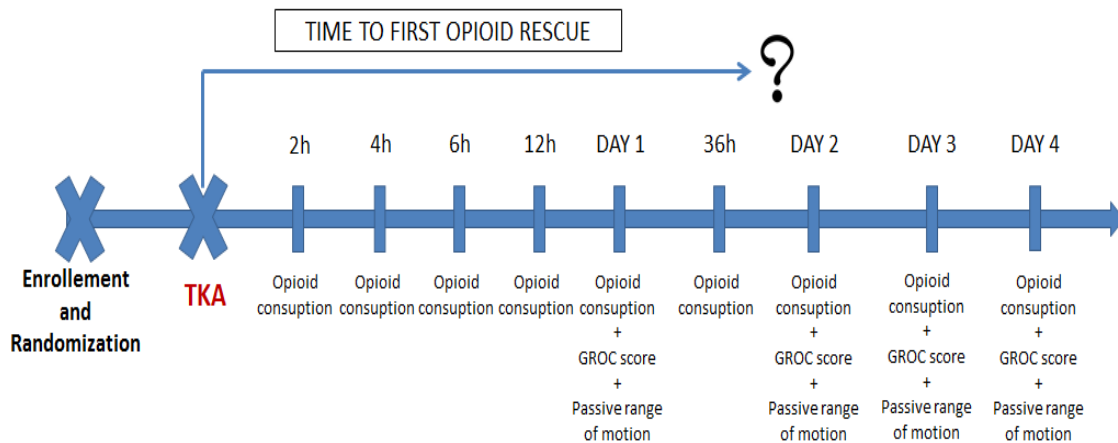 TIME TO FIRST OPIOID RESCUE
?
2h
4h
6h
12h
DAY 1
36h
DAY 2
DAY 3
DAY 4
Enrollement
and
Randomization
TKA
Opioid
consuption
Opioid
consuption
Opioid
consuption
Opioid
consuption
Opioid
consuption
+
GROC score
+
Passive range
of motion
Opioid
consuption
Opioid
consuption
+
GROC score
+
Passive range
of motion
Opioid
consuption
+
GROC score
+
Passive range
of motion
Opioid
consuption
+
GROC score
+
Passive range
of motion